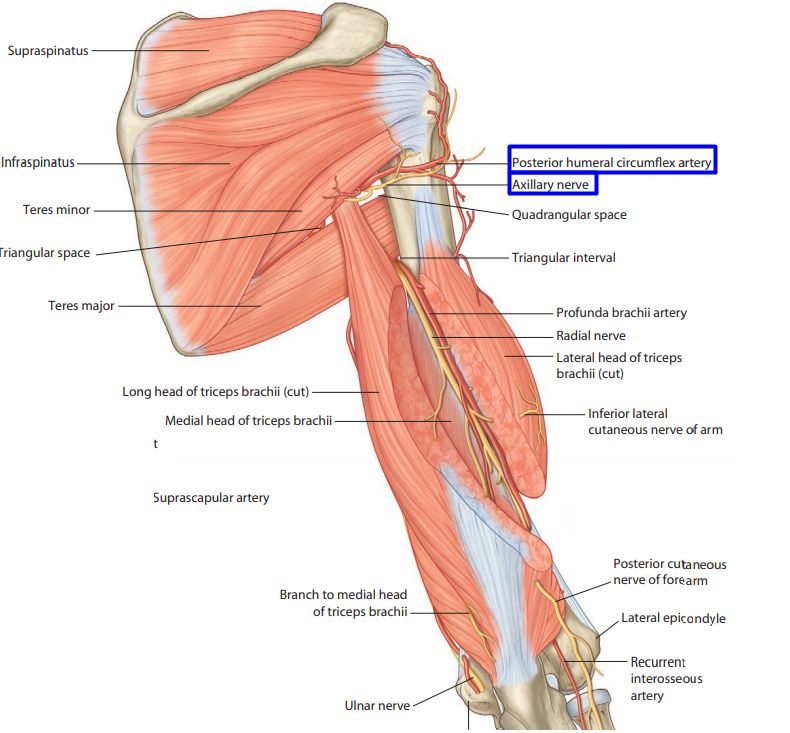 Supraspinatus
Infraspinatus
Teres minor
Triangular space
Teres major
Posterior humeral circumflex artery
Axillary nerve
Quadrangular space
Triangular interval
Profunda brachii artery
Radial nerve
Lateral head of triceps
brachii (cut)
Long head of triceps brachii (cut)
Medial head of triceps brachii
t
Inferior lateral
cutaneous nerve of arm
Suprascapular artery
Posterior cutaneous
nerve of forearm
Branch to medial head
of triceps brachii
Lateral epicondyle
Recurrent
interosseous
artery
Ulnar nerve